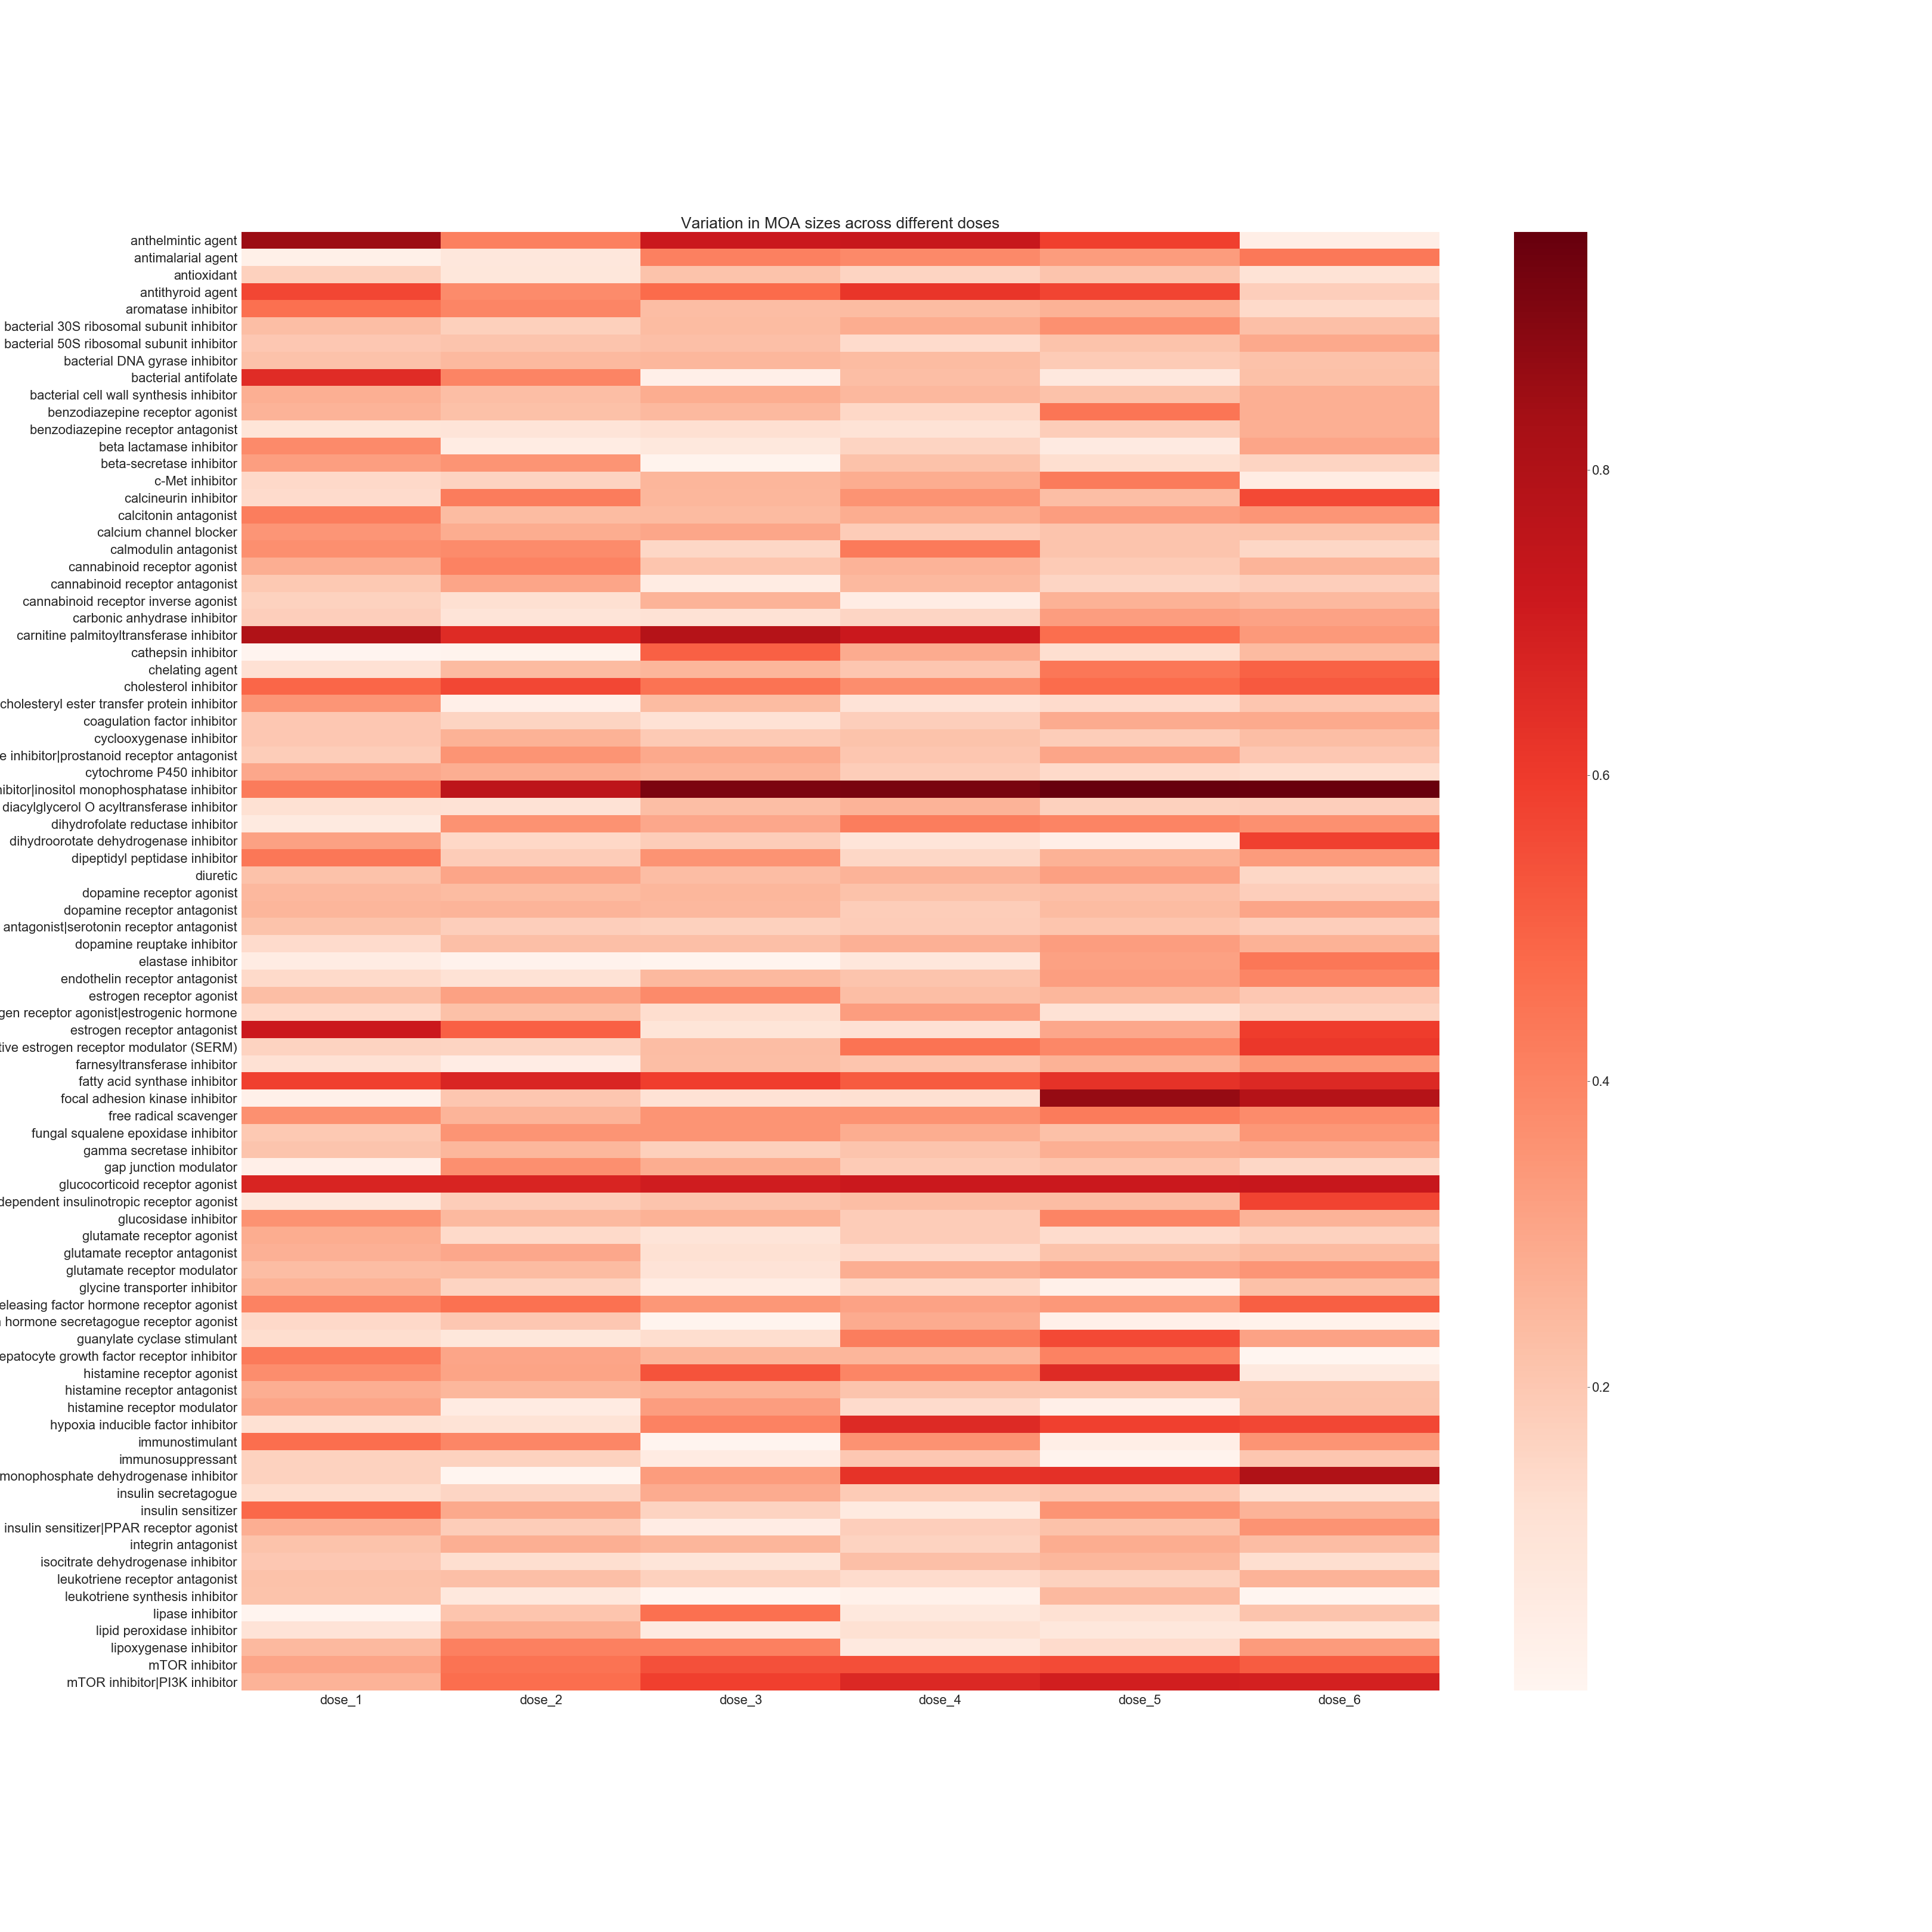 Variation in MOA sizes across different doses
anthelmintic agent
antimalarial agent
antioxidant
antithyroid agent
aromatase inhibitor
bacterial 30S ribosomal subunit inhibitor
bacterial 50S ribosomal subunit inhibitor
bacterial DNA gyrase inhibitor
bacterial antifolate
bacterial cell wall synthesis inhibitor
benzodiazepine receptor agonist
benzodiazepine receptor antagonist
beta lactamase inhibitor
beta-secretase inhibitor
c-Met inhibitor
calcineurin inhibitor
calcitonin antagonist
calcium channel blocker
calmodulin antagonist
cannabinoid receptor agonist
cannabinoid receptor antagonist
cannabinoid receptor inverse agonist
carbonic anhydrase inhibitor
carnitine palmitoyltransferase inhibitor
cathepsin inhibitor
chelating agent
cholesterol inhibitor
cholesteryl ester transfer protein inhibitor
coagulation factor inhibitor
cyclooxygenase inhibitor
e inhibitor|prostanoid receptor antagonist
cytochrome P450 inhibitor
hibitor|inositol monophosphatase inhibitor
diacylglycerol O acyltransferase inhibitor
dihydrofolate reductase inhibitor
dihydroorotate dehydrogenase inhibitor
dipeptidyl peptidase inhibitor
diuretic
dopamine receptor agonist
dopamine receptor antagonist
antagonist|serotonin receptor antagonist
dopamine reuptake inhibitor
elastase inhibitor
endothelin receptor antagonist
estrogen receptor agonist
gen receptor agonist|estrogenic hormone
estrogen receptor antagonist
tive estrogen receptor modulator (SERM)
farnesyltransferase inhibitor
fatty acid synthase inhibitor
focal adhesion kinase inhibitor
free radical scavenger
fungal squalene epoxidase inhibitor
gamma secretase inhibitor
gap junction modulator
glucocorticoid receptor agonist
dependent insulinotropic receptor agonist
glucosidase inhibitor
glutamate receptor agonist
glutamate receptor antagonist
glutamate receptor modulator
glycine transporter inhibitor
eleasing factor hormone receptor agonist
hormone secretagogue receptor agonist
guanylate cyclase stimulant
epatocyte growth factor receptor inhibitor
histamine receptor agonist
histamine receptor antagonist
histamine receptor modulator
hypoxia inducible factor inhibitor
immunostimulant
immunosuppressant
monophosphate dehydrogenase inhibitor
insulin secretagogue
insulin sensitizer
insulin sensitizer|PPAR receptor agonist
integrin antagonist
isocitrate dehydrogenase inhibitor
leukotriene receptor antagonist
leukotriene synthesis inhibitor
lipase inhibitor
lipid peroxidase inhibitor
lipoxygenase inhibitor
mTOR inhibitor
mTOR inhibitor|PI3K inhibitor
dose_1 dose_2 dose_3 dose_4 dose_5 dose_6
0.8
0.6
0.4
0.2